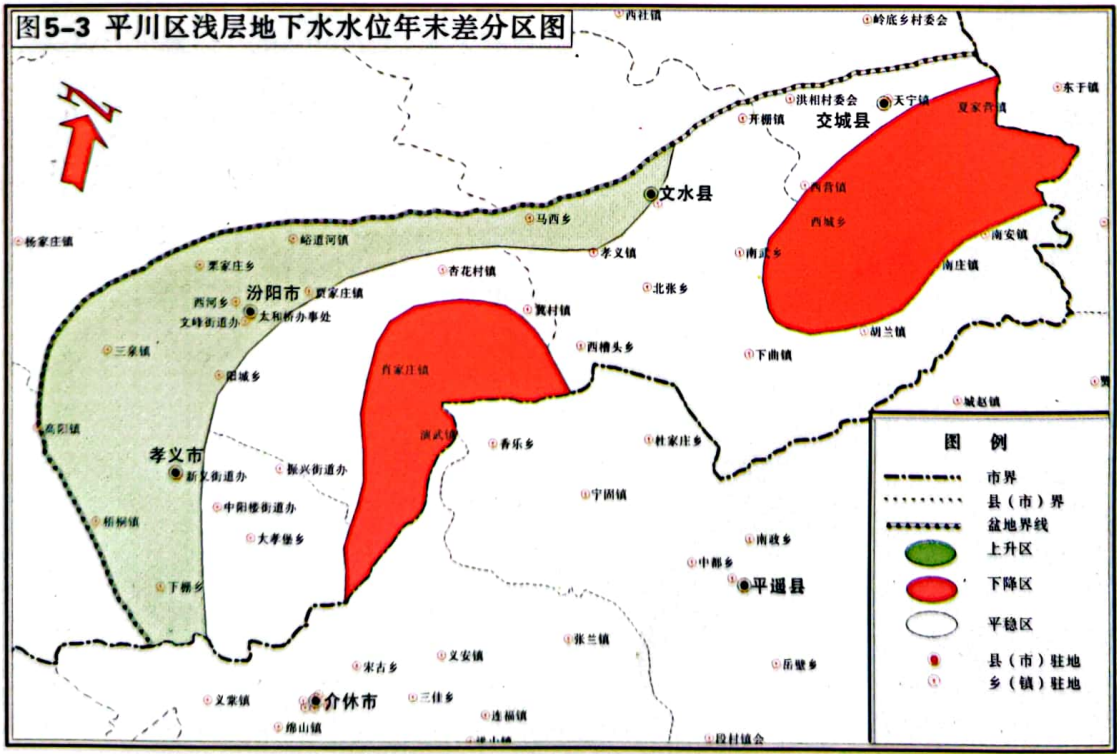 图5-3 平川区浅层地下水水位年末差分区图
西社镇
岭底乡村委会
东于镇
洪相村委会
天宁镇
夏家营镇
开栅镇
交城县
西营镇
文水县
西城乡
马西乡
杨家庄镇
峪道河镇
孝义镇
南武乡
南安镇
栗家庄乡
杏花村镇
南庄镇
北张乡
汾阳市
贾家庄镇
西河乡
文峰街道办
太和桥办事处
冀村镇
胡兰镇
三泉镇
西槽头乡
下曲镇
阳城乡
肖家庄镇
城赵镇
高阳镇
演武镇
香乐乡
杜家庄乡
孝义市
新义街道办
振兴街道办
宁固镇
中阳楼街道办
梧桐镇
大孝堡乡
南政乡
中都乡
下栅乡
平遥县
张兰镇
义安镇
宋古乡
岳壁乡
义棠镇
介休市
三佳乡
连福镇
绵山镇
段村镇会
图 例
市界
县（市）界
盆地界线
上升区
下降区
平稳区
县（市）驻地
乡（镇）驻地